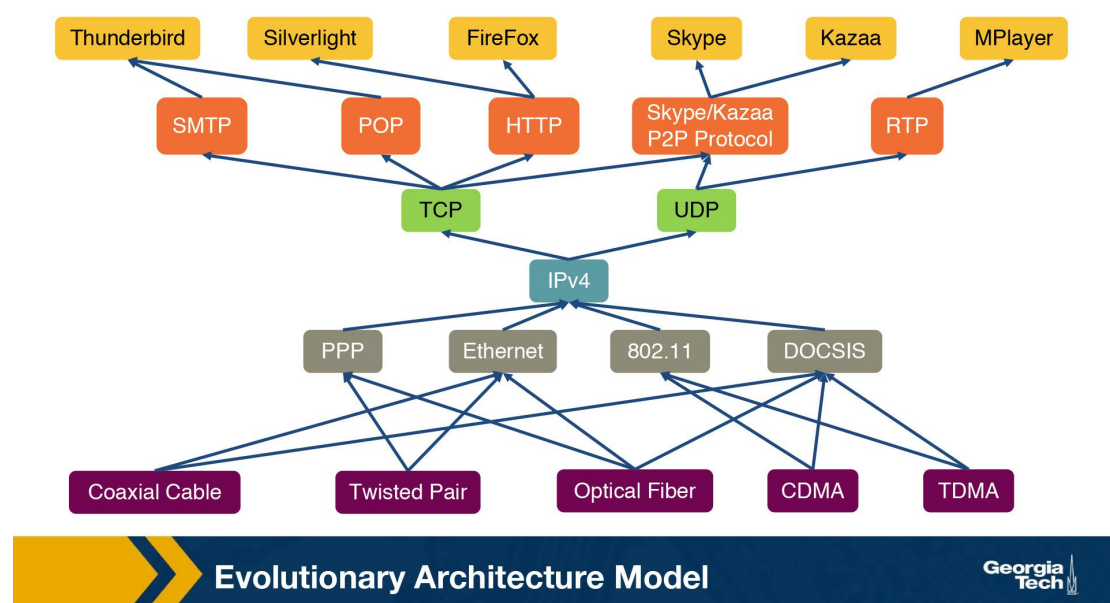 Thunderbird
Silverlight
FireFox
Skype
Kazaa
MPlayer
SMTP
POP
HTTP
Skype/Kazaa
P2P Protocol
RTP
TCP
UDP
IPv4
PPP
Ethernet
802.11
DOCSIS
Coaxial Cable
Twisted Pair
Optical Fiber
CDMA
TDMA
Evolutionary Architecture Model
Georgia
Tech